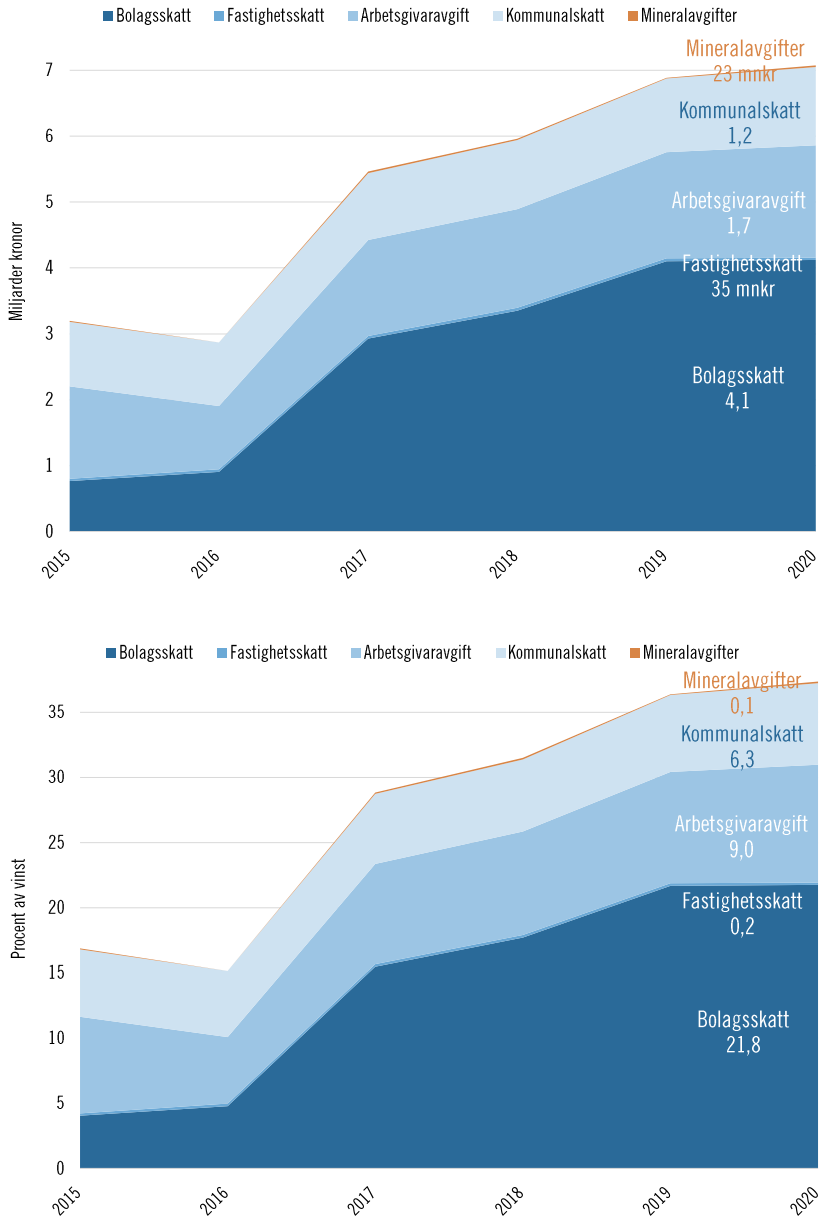 Bolagsskatt Fastighetsskatt Arbetsgivaravgift Kommunalskatt Mineralavgifter
Mineralavgifter
23 mnkr
7
Kommunalskatt
1,2
6
Arbetsgivaravgift
1,7
5
4
Fastighetsskatt
35 mnkr
3
Bolagsskatt
4,1
2
1
0
Miljarder kronor
2015 2016 2017 2018 2019 2020
Bolagsskatt Fastighetsskatt Arbetsgivaravgift Kommunalskatt Mineralavgifter
Mineralavgifter
0,1
35
Kommunalskatt
6,3
30
Arbetsgivaravgift
9,0
25
20
Fastighetsskatt
0,2
15
Bolagsskatt
21,8
10
5
0
Procent av vinst
2015 2016 2017 2018 2019 2020